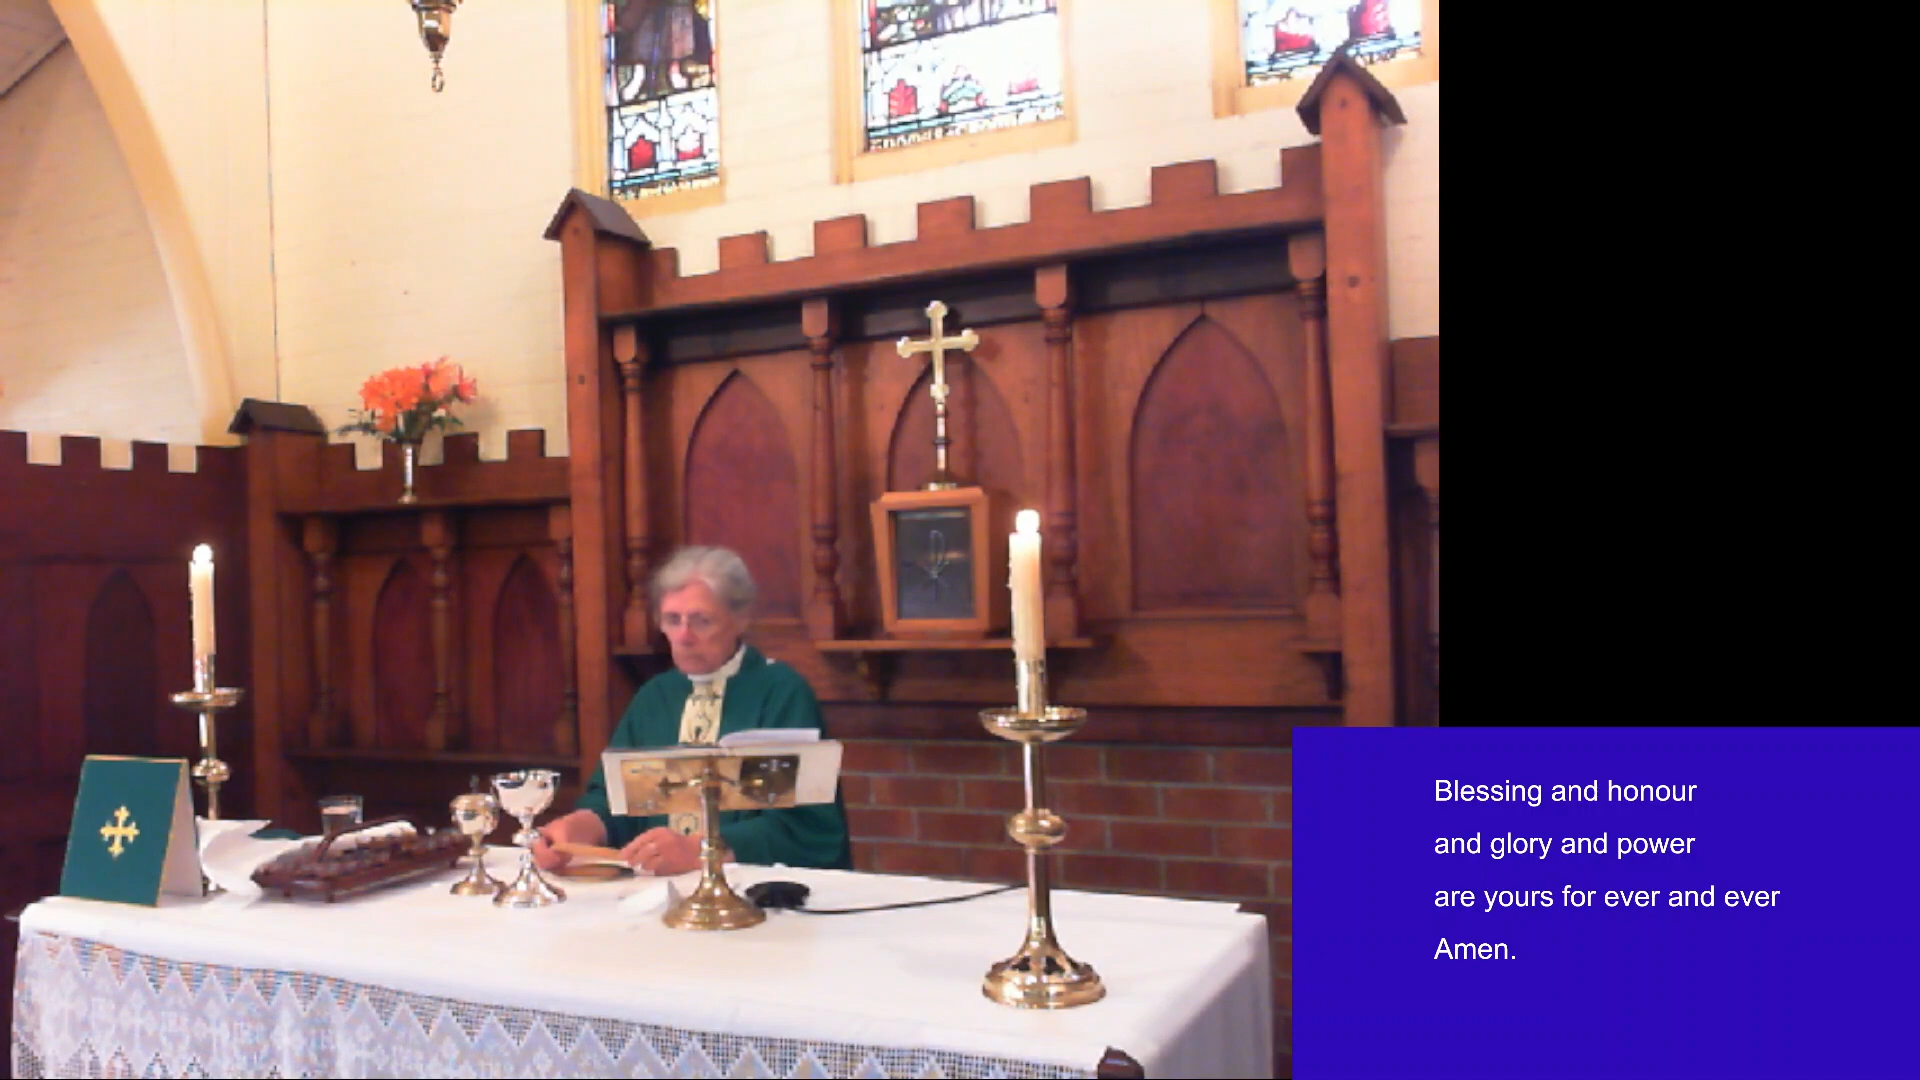 Blessing and honour
and glory and power
are yours for ever and ever
Amen.